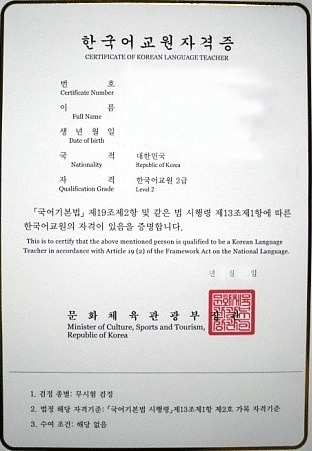 한국어교원자격증
CERTIFICATE OF KOREAN LANGUAGE TEACHER
번 호
Certificate Number
이 름
Full Name
생년월일
Date of birth
국 적 대한민국
Nationality Republic of Korea
자 격 한국어교원 2급
Qualification Grade Level 2
「국어기본법」 제19조제2항 및 같은 법 시행령 제13조제1항에 따른
한국어교원의 자격이 있음을 증명합니다.
This is to certify that the above mentioned person is qualified to be a Korean Language
Teacher in accordance with Article 19 (2) of the Framework Act on the National Language.
년 월 일
문화체육관광부장관
Minister of Culture, Sports and Tourism,
Republic of Korea
1. 검정 종별: 무시험 검정
2. 법정 해당 자격기준: 「국어기본법 시행령」제13조제1항 제2호 가목 자격기준
3. 수여 조건: 해당 없음